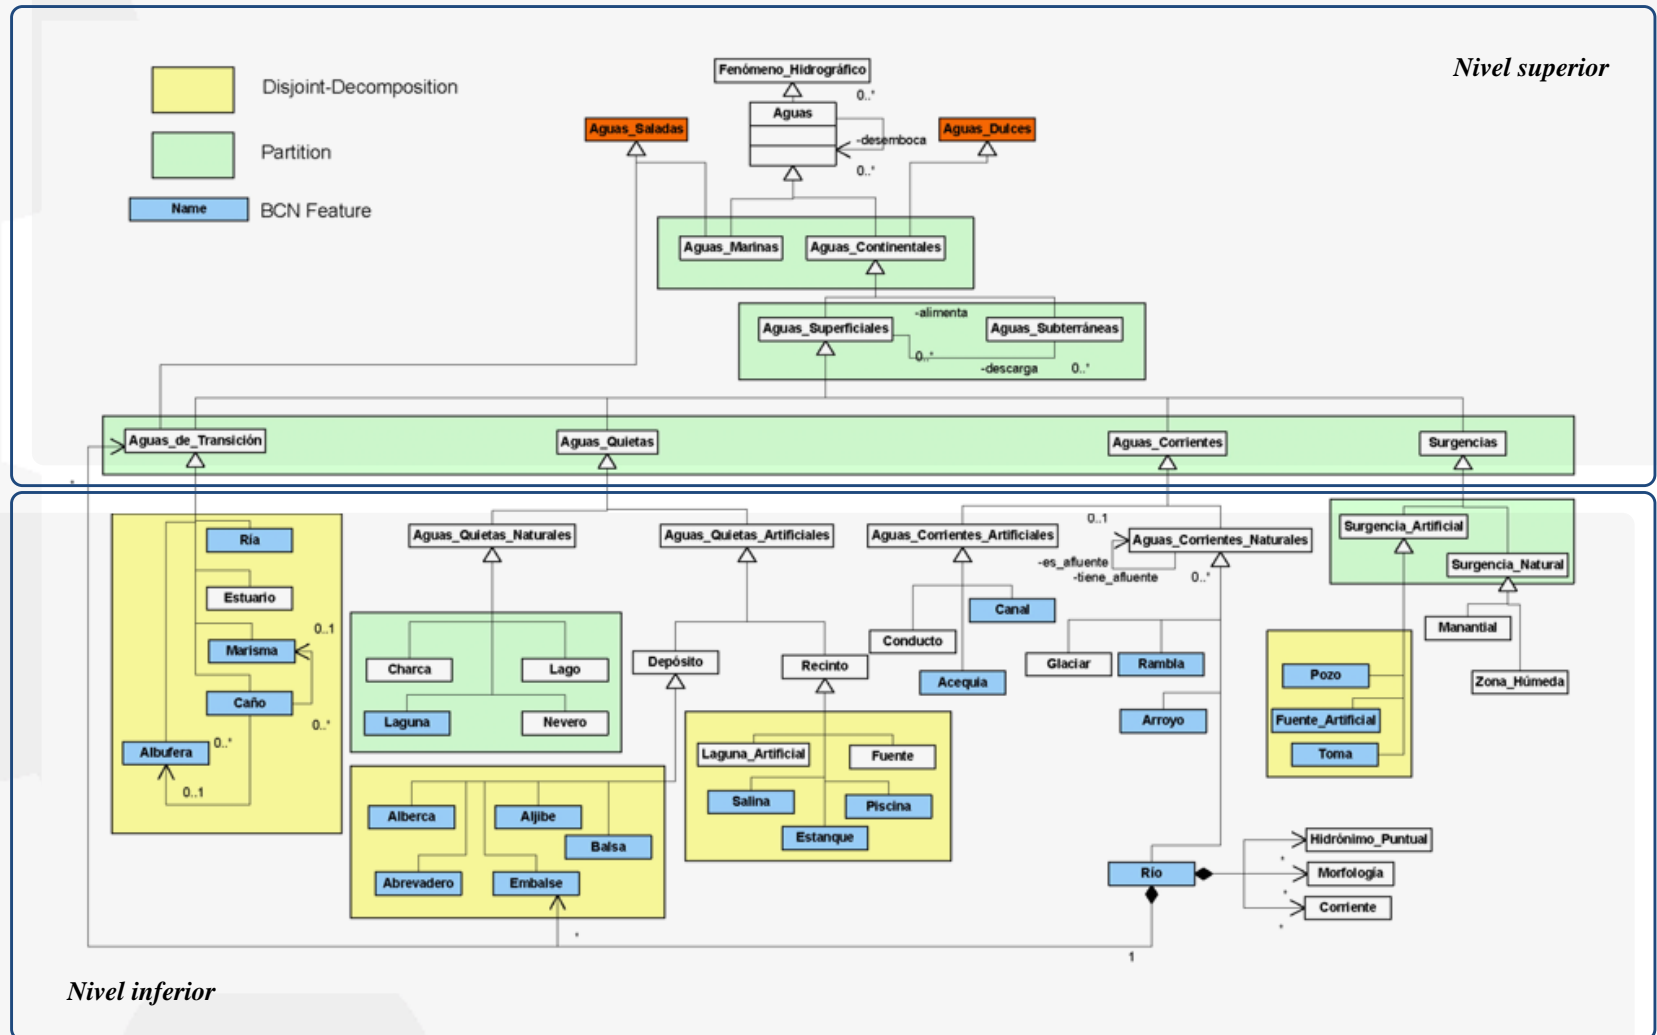 Nivel superior
Disjoint-Decomposition
Partition
Name
BCN Feature
Fenómeno_Hidrográfico
0..*
Aguas
-desemboca
0..*
Aguas_Saladas
Aguas_Dulces
Aguas_Marinas
Aguas_Continentales
-alimenta
Aguas_Superficiales
Aguas_Subterráneas
0..*
-descarga
0..*
Aguas_de_Transición
Aguas_Quietas
Aguas_Corrientes
Surgencias
*
Ría
Estuario
0..1
Marisma
Caño
0..*
Albufera
0..*
0..1
Aguas_Quietas_Naturales
Aguas_Quietas_Artificiales
Aguas_Corrientes_Artificiales
0..1
Aguas_Corrientes_Naturales
-es_afluente
-tiene_afluente
0..*
Surgencia_Artificial
Surgencia_Natural
Charca
Lago
Laguna
Nevero
Depósito
Recinto
Conducto
Canal
Acequia
Glaciar
Rambla
Arroyo
Manantial
Zona_Húmeda
Pozo
Fuente_Artificial
Toma
Laguna_Artificial
Fuente
Salina
Piscina
Estanque
Alberca
Aljibe
Balsa
Abrevadero
Embalse
*
Río
1
Hidrónimo_Puntual
*
Morfología
*
Corriente
*
Nivel inferior